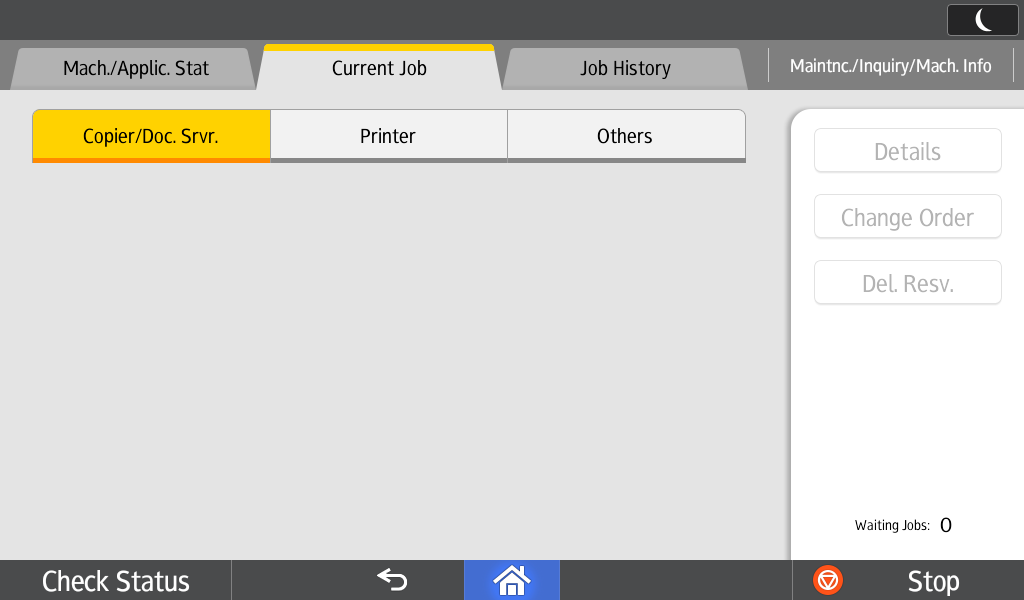 Mach./Applic. Stat
Current Job
Job History
Maintnc./Inquiry/Mach. Info
Copier/Doc. Srvr.
Printer
Others
Details
Change Order
Del. Resv.
Waiting Jobs: 0
Check Status
Stop